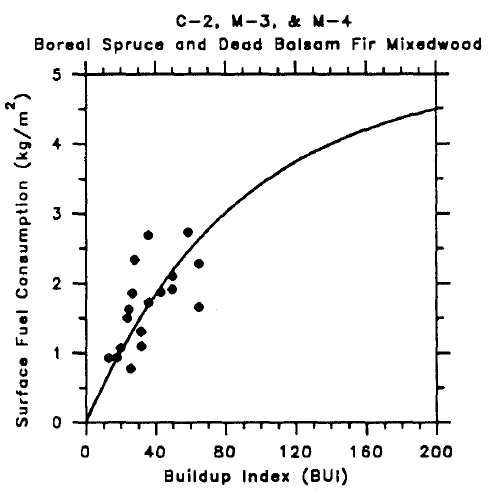 C-2, M-3, & M-4
Boreal Spruce and Dead Balsam Fir Mixedwood
5
4
3
2
1
0
Surface Fuel Consumption (kg/m²)
0 40 80 120 160 200
Buildup Index (BUI)